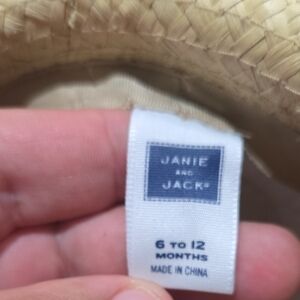 JANIE
AND
JACK®
6 TO 12
MONTHS
MADE IN CHINA